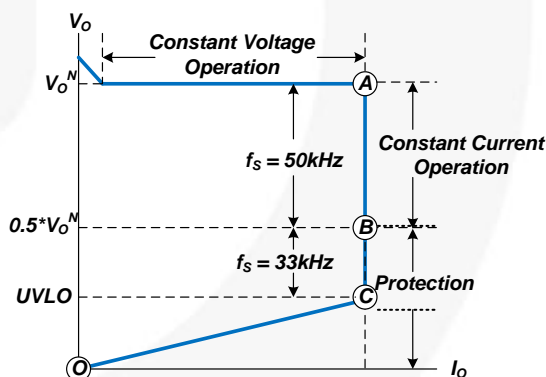 V_O
Constant Voltage
Operation
V_O^N
A
f_S = 50kHz
Constant Current
Operation
0.5*V_O^N
B
f_S = 33kHz
Protection
UVLO
C
O
I_O